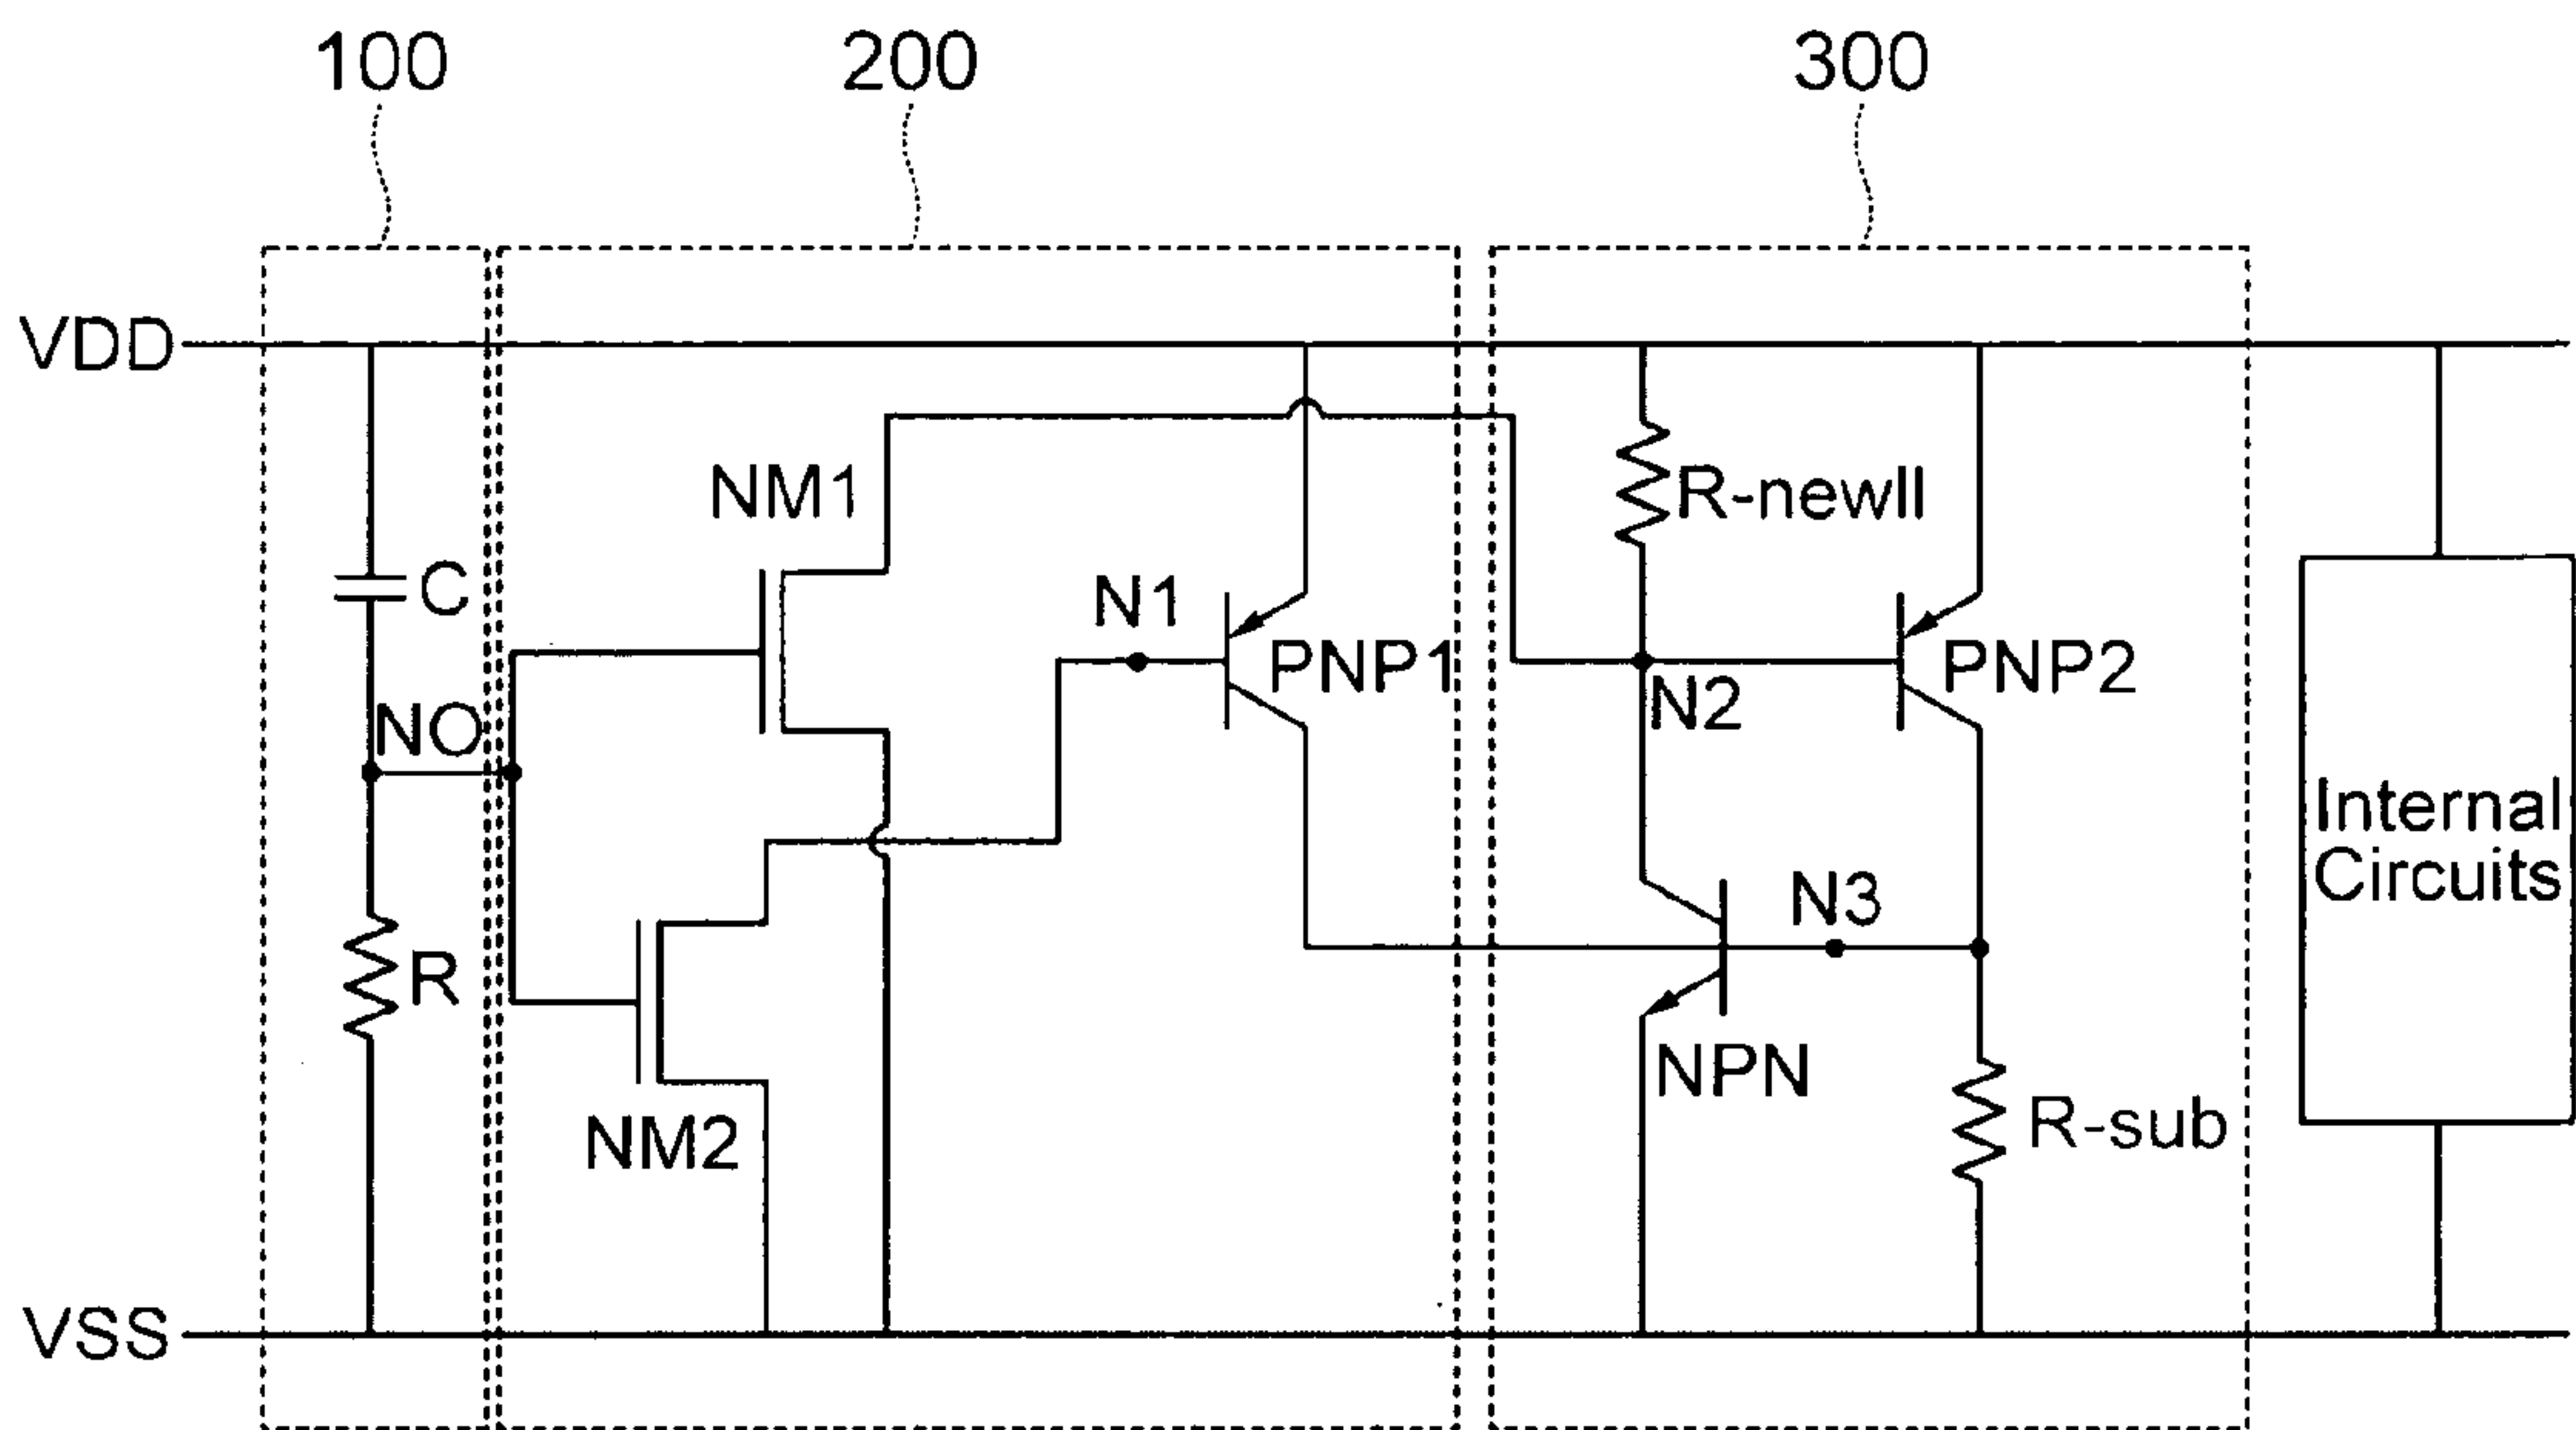 100
200
300
VDD
NM1
R-newll
C
N1
PNP1
PNP2
N2
NO
Internal
Circuits
N3
R
NPN
NM2
R-sub
VSS